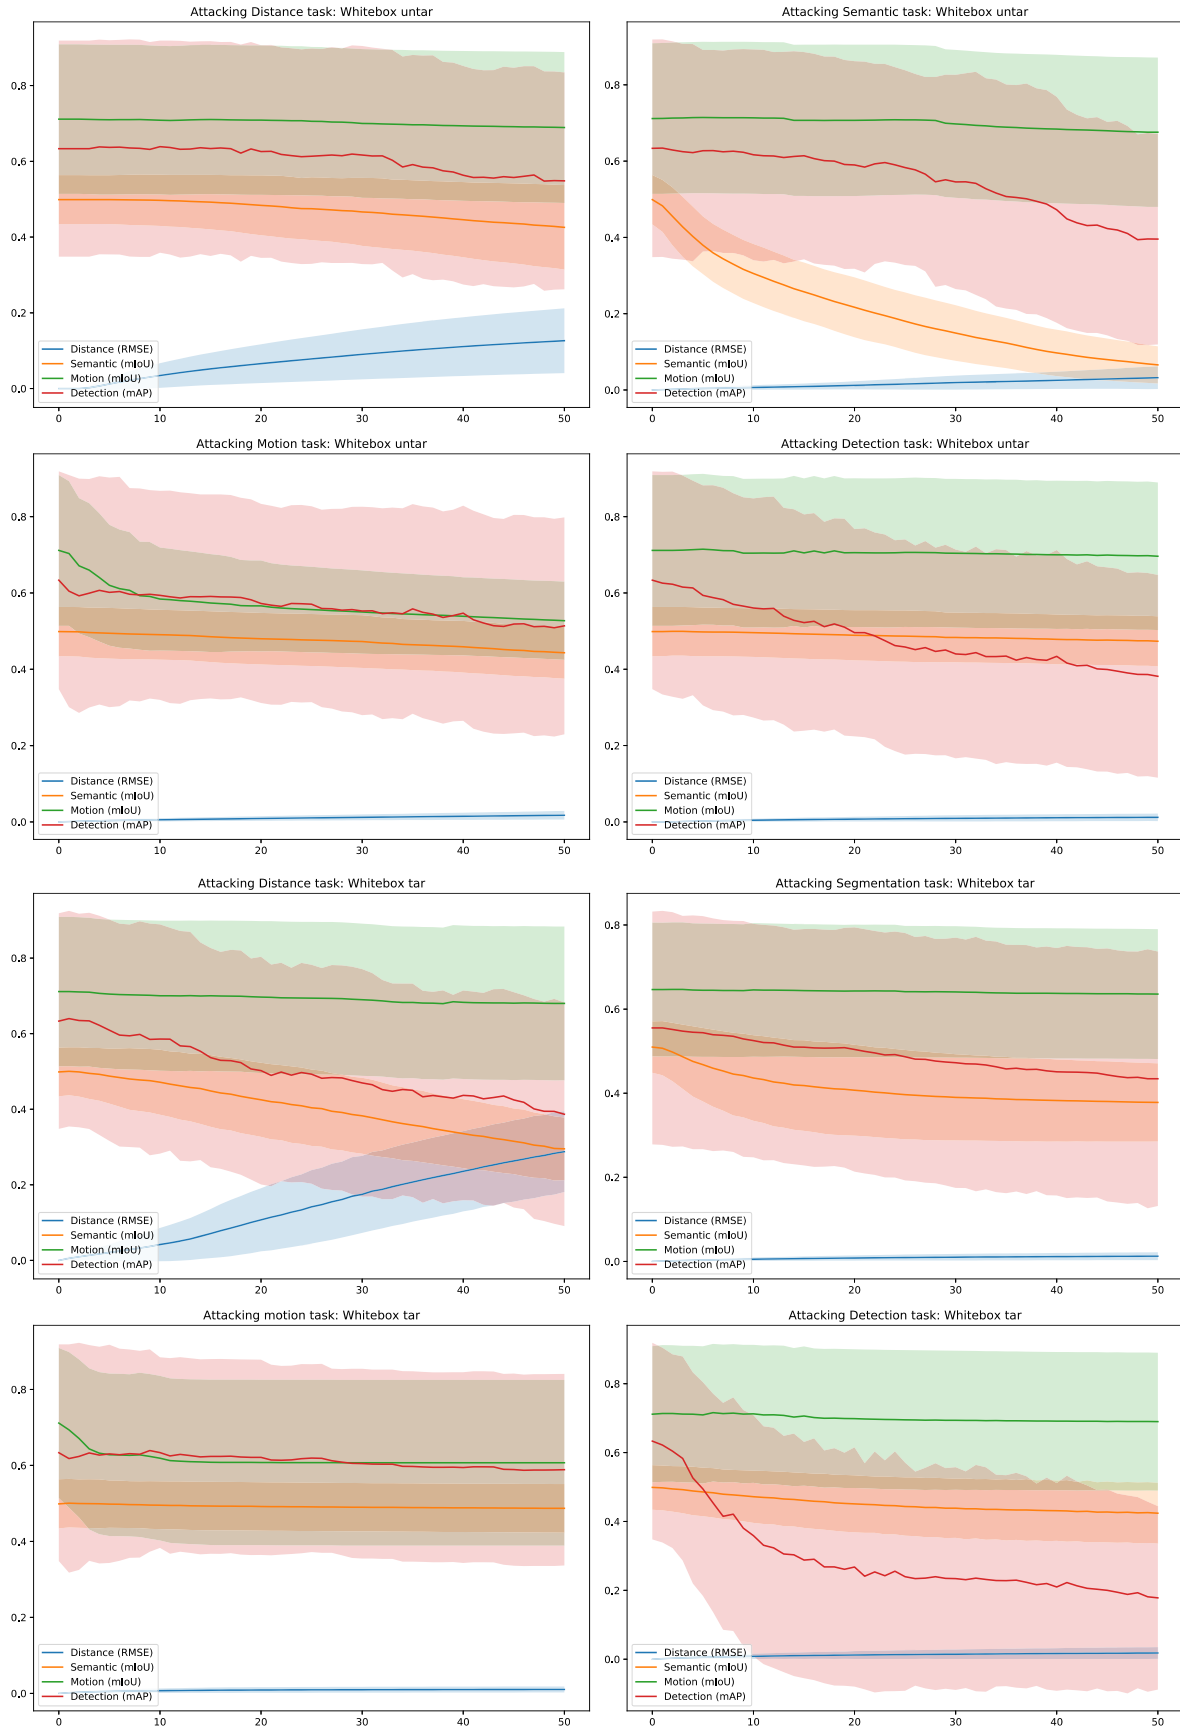 Attacking Distance task: Whitebox untar
0.8
0.6
0.4
0.2
0.0
Distance (RMSE)
Semantic (mIoU)
Motion (mIoU)
Detection (mAP)
0 10 20 30 40 50
Attacking Semantic task: Whitebox untar
0.8
0.6
0.4
0.2
0.0
Distance (RMSE)
Semantic (mIoU)
Motion (mIoU)
Detection (mAP)
0 10 20 30 40 50
Attacking Motion task: Whitebox untar
0.8
0.6
0.4
0.2
0.0
Distance (RMSE)
Semantic (mIoU)
Motion (mIoU)
Detection (mAP)
0 10 20 30 40 50
Attacking Detection task: Whitebox untar
0.8
0.6
0.4
0.2
0.0
Distance (RMSE)
Semantic (mIoU)
Motion (mIoU)
Detection (mAP)
0 10 20 30 40 50
Attacking Distance task: Whitebox tar
0.8
0.6
0.4
0.2
0.0
Distance (RMSE)
Semantic (mIoU)
Motion (mIoU)
Detection (mAP)
0 10 20 30 40 50
Attacking Segmentation task: Whitebox tar
0.8
0.6
0.4
0.2
0.0
Distance (RMSE)
Semantic (mIoU)
Motion (mIoU)
Detection (mAP)
0 10 20 30 40 50
Attacking motion task: Whitebox tar
0.8
0.6
0.4
0.2
0.0
Distance (RMSE)
Semantic (mIoU)
Motion (mIoU)
Detection (mAP)
0 10 20 30 40 50
Attacking Detection task: Whitebox tar
0.8
0.6
0.4
0.2
0.0
Distance (RMSE)
Semantic (mIoU)
Motion (mIoU)
Detection (mAP)
0 10 20 30 40 50